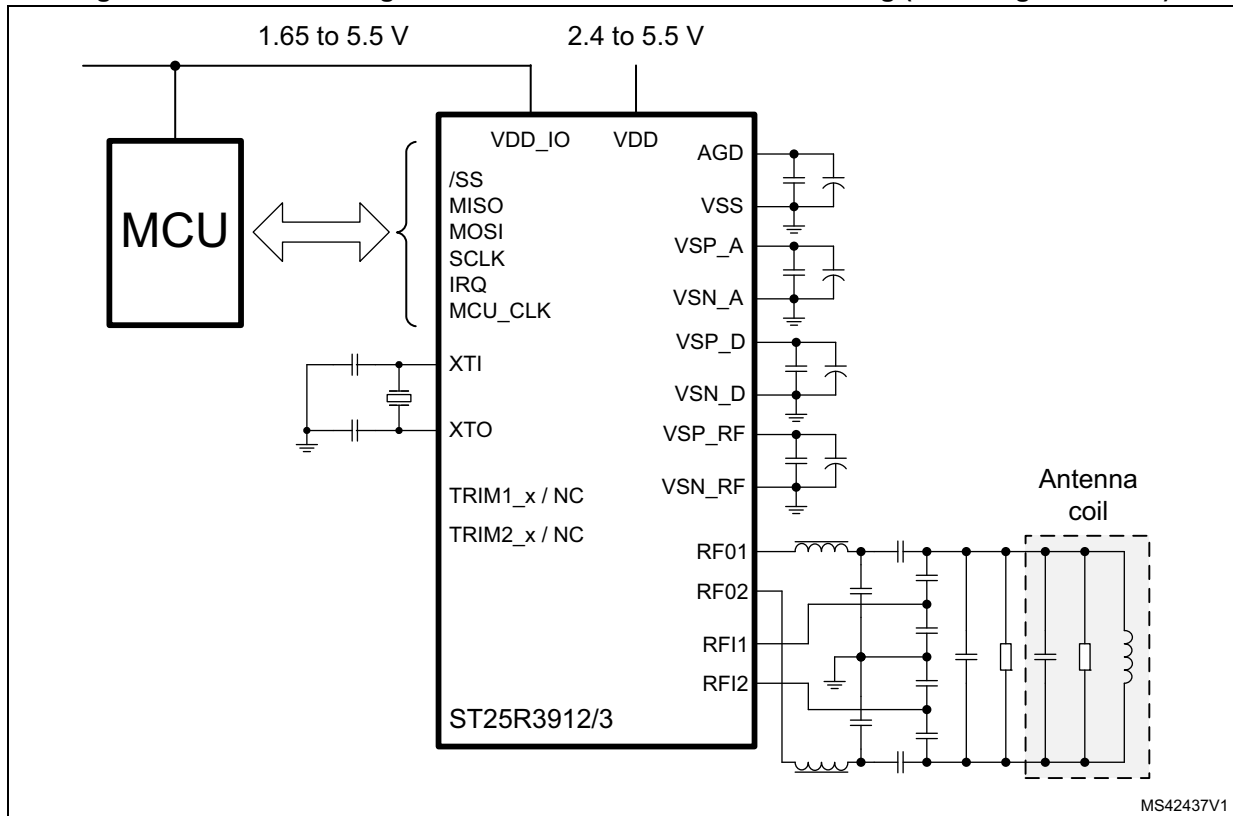 1.65 to 5.5 V
2.4 to 5.5 V
MCU
VDD_IO
VDD
/SS
MISO
MOSI
SCLK
IRQ
MCU_CLK
XTI
XTO
TRIM1_x / NC
TRIM2_x / NC
ST25R3912/3
AGD
VSS
VSP_A
VSN_A
VSP_D
VSN_D
VSP_RF
VSN_RF
RF01
RF02
RFI1
RFI2
Antenna
coil
MS42437V1